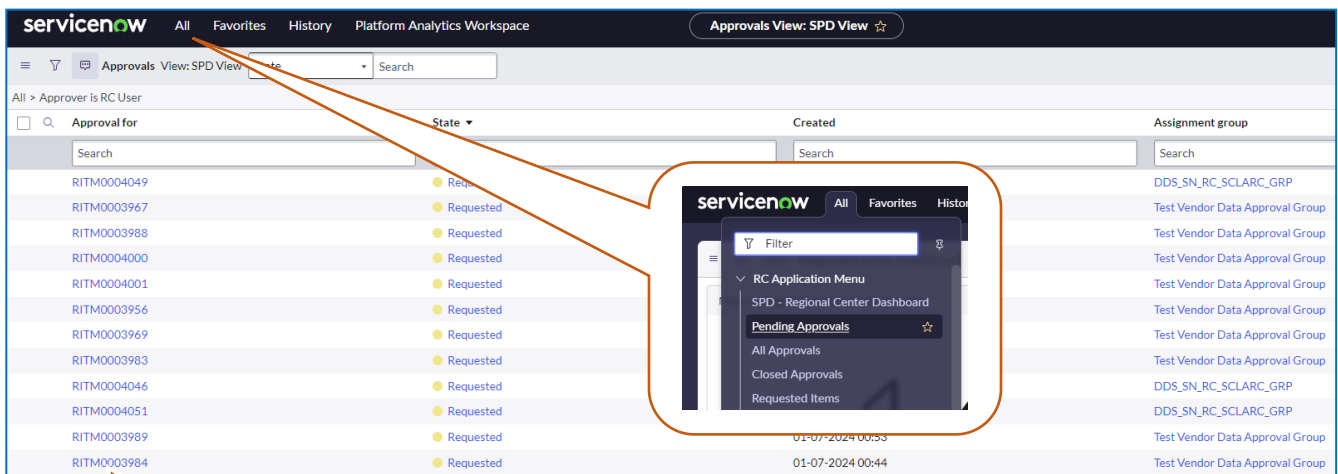 servicenow All Favorites History Platform Analytics Workspace Approvals View: SPD View
Approvals View: SPD View Search
All > Approver is RC User
Approval for State Created Assignment group
Search Search Search
RITM0004049 DDS_SN_RC_SCLARC_GRP
RITM0003967 Requested Test Vendor Data Approval Group
RITM0003988 Requested Test Vendor Data Approval Group
RITM0004000 Requested Test Vendor Data Approval Group
RITM0004001 Requested Test Vendor Data Approval Group
RITM0003956 Requested Test Vendor Data Approval Group
RITM0003969 Requested Test Vendor Data Approval Group
RITM0003983 Requested Test Vendor Data Approval Group
RITM0004046 Requested DDS_SN_RC_SCLARC_GRP
RITM0004051 Requested DDS_SN_RC_SCLARC_GRP
RITM0003989 Requested 01-07-2024 00:53 Test Vendor Data Approval Group
RITM0003984 Requested 01-07-2024 00:44 Test Vendor Data Approval Group
servicenow All Favorites Histor
Filter
RC Application Menu
SPD - Regional Center Dashboard
Pending Approvals
All Approvals
Closed Approvals
Requested Items